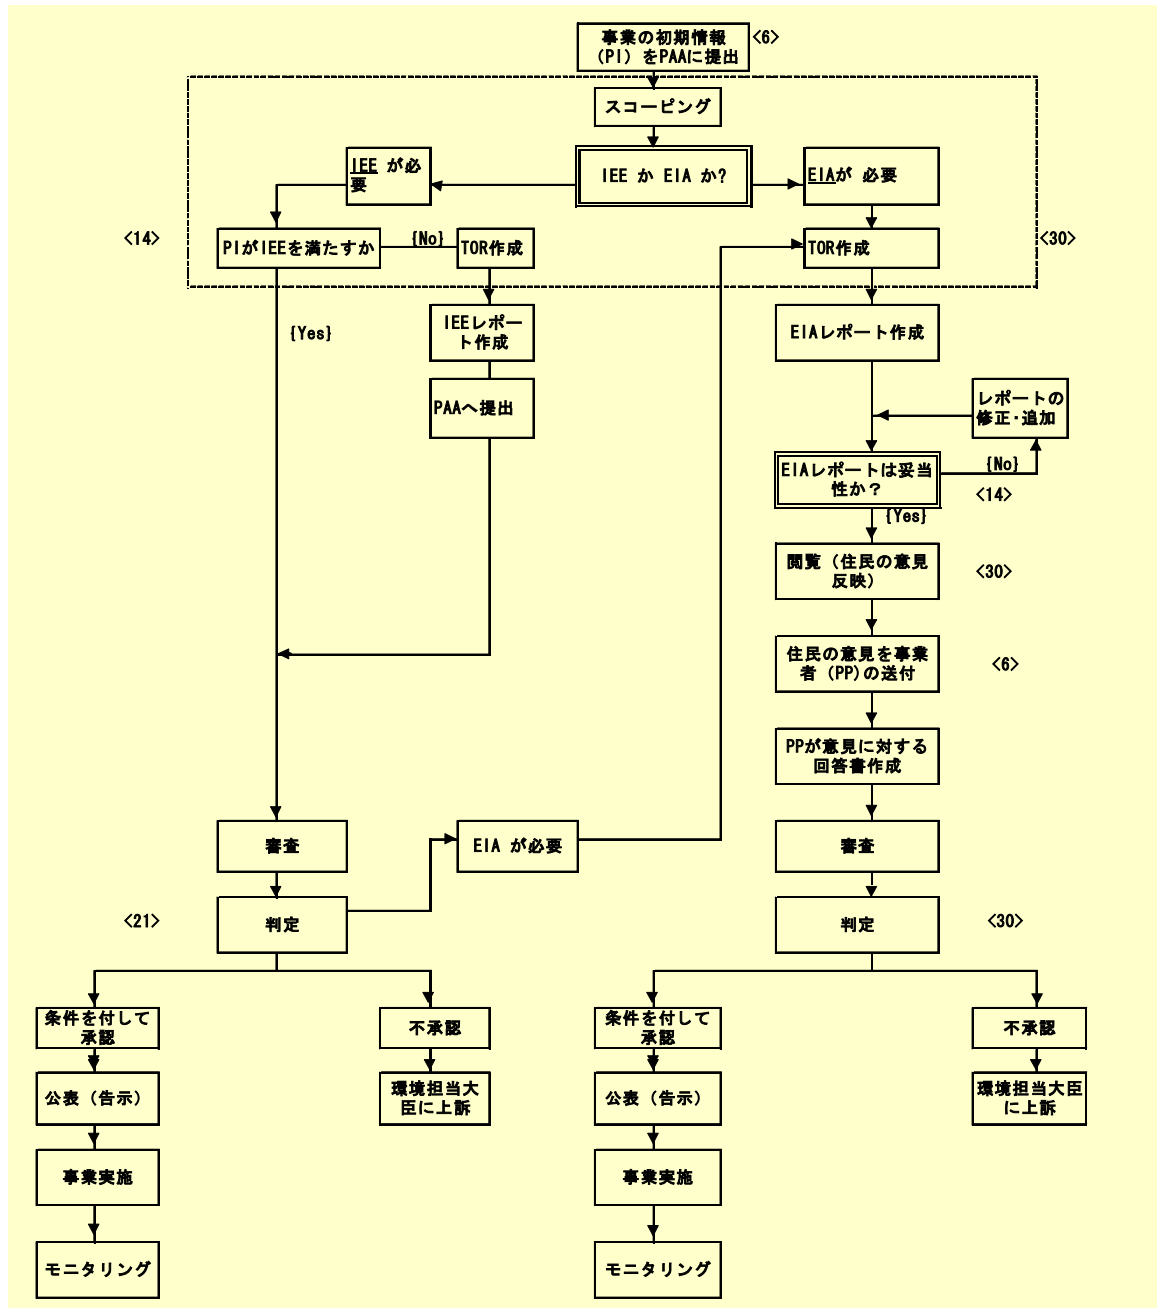 事業の初期情報
（PI）をPAAに提出
<6>
スコーピング
IEE か EIA か?
IEE が必
要
EIAが 必要
<14>
PIがIEEを満たすか
{No}
TOR作成
TOR作成
<30>
{Yes}
IEEレポー
ト作成
EIAレポート作成
PAAへ提出
レポートの
修正・追加
EIAレポートは妥当
性か？
{No}
<14>
{Yes}
閲覧（住民の意見
反映）
<30>
住民の意見を事業
者（PP)の送付
<6>
PPが意見に対する
回答書作成
審査
EIA が必要
審査
<21>
判定
判定
<30>
条件を付して
承認
不承認
条件を付して
承認
不承認
公表（告示）
環境担当大
臣に上訴
公表（告示）
環境担当大臣
に上訴
事業実施
事業実施
モニタリング
モニタリング